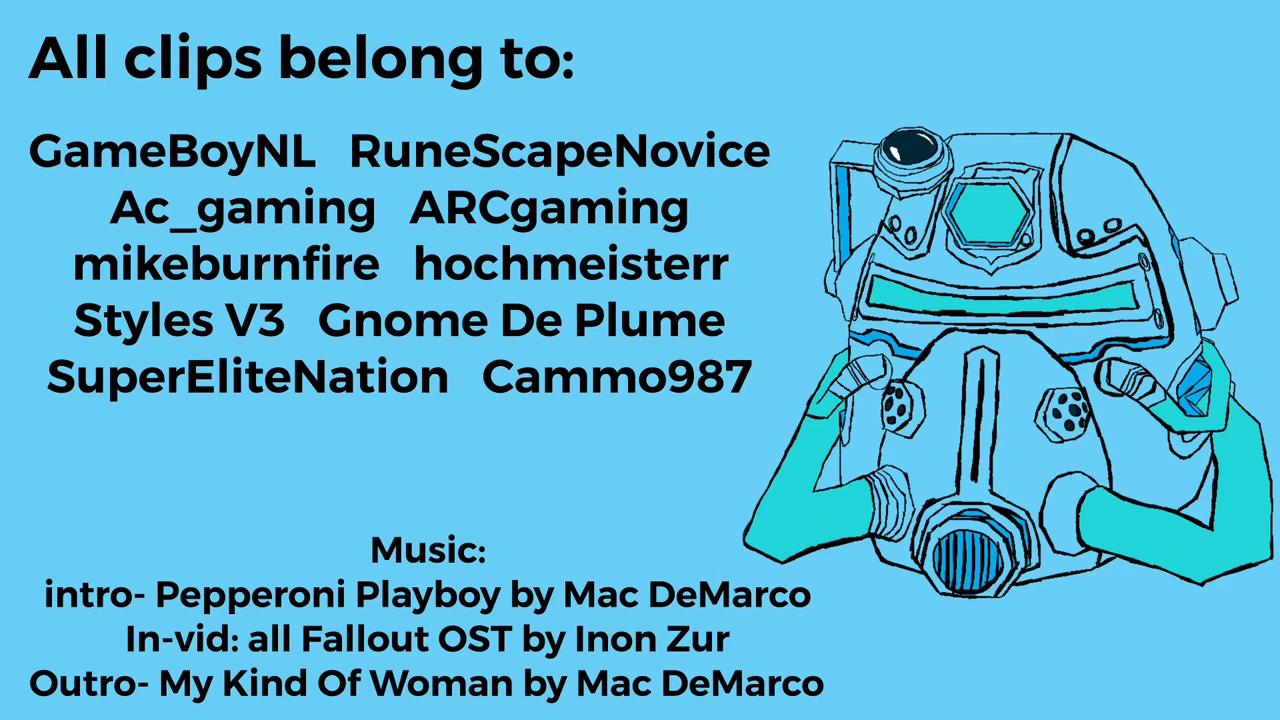 All clips belong to:
GameBoyNL RuneScapeNovice
Ac_gaming ARCgaming
mikeburnfire hochmeisterr
Styles V3 Gnome De Plume
SuperEliteNation Cammo987
Music:
intro- Pepperoni Playboy by Mac DeMarco
In-vid: all Fallout OST by Inon Zur
Outro- My Kind Of Woman by Mac DeMarco